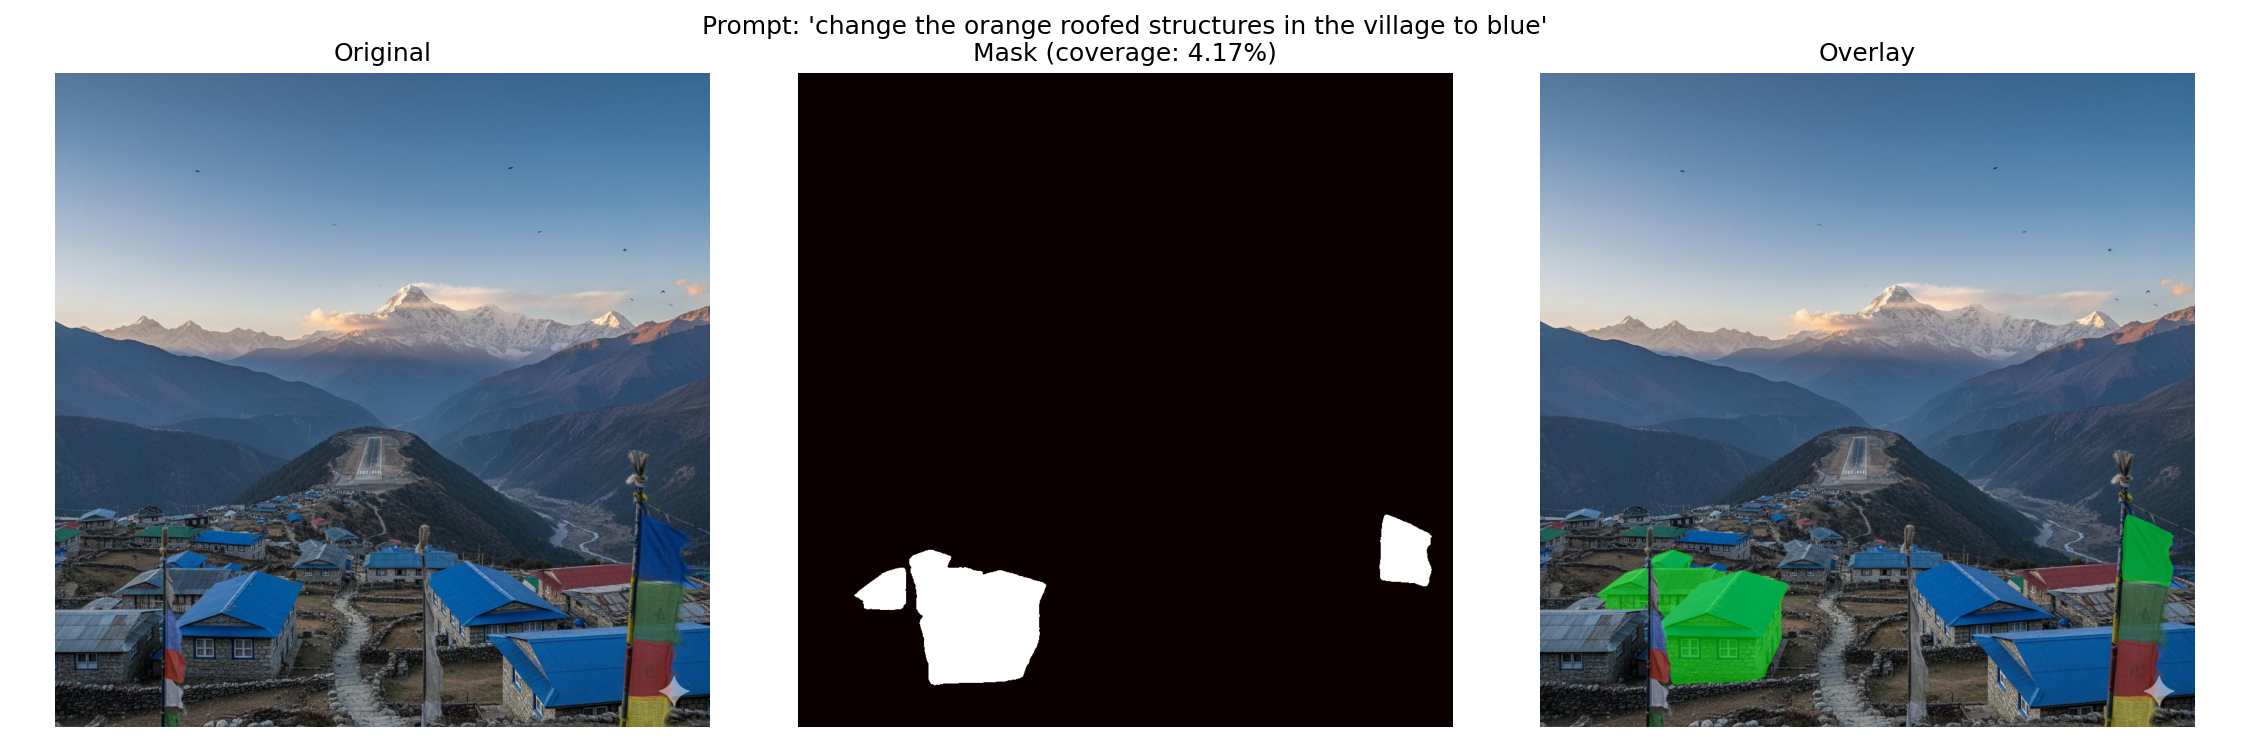 Prompt: 'change the orange roofed structures in the village to blue'
Original
Mask (coverage: 4.17%)
Overlay